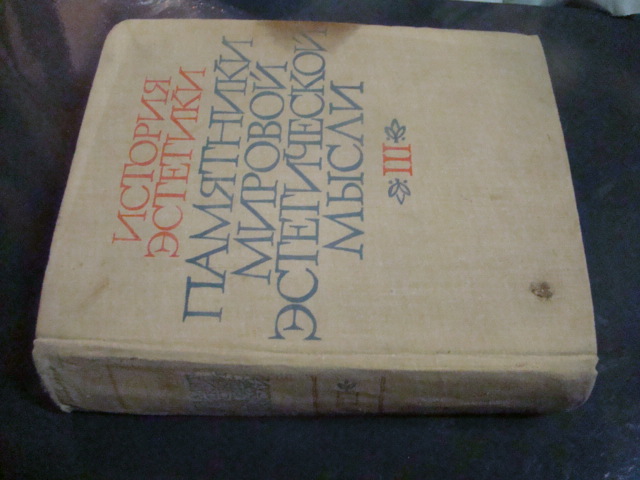 ИСТОРИЯ
ЭСТЕТИКИ
ПАМЯТНИКИ
МИРОВОЙ
ЭСТЕТИЧЕСКОЙ
МЫСЛИ
III